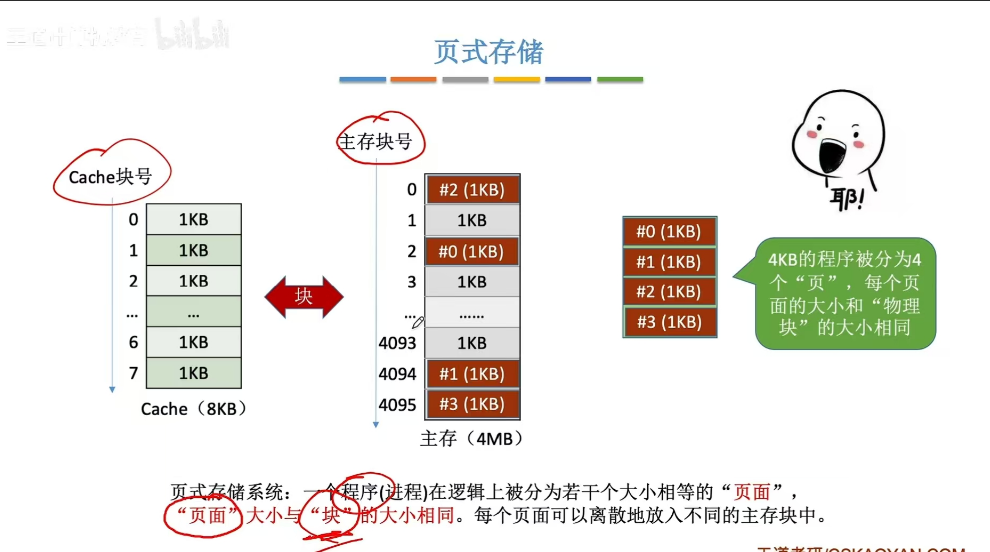 bilibili
页式存储
主存块号
Cache块号
0 1KB
1 1KB
2 1KB
... ...
6 1KB
7 1KB
Cache（8KB）
块
0 #2 (1KB)
1 1KB
2 #0 (1KB)
3 1KB
... ......
4093 1KB
4094 #1 (1KB)
4095 #3 (1KB)
主存（4MB）
耶!
#0 (1KB)
#1 (1KB)
#2 (1KB)
#3 (1KB)
4KB的程序被分为4
个“页”，每个页
面的大小和“物理
块”的大小相同
页式存储系统：一个程序(进程)在逻辑上被分为若干个大小相等的“页面”，
“页面”大小与“块”的大小相同。每个页面可以离散地放入不同的主存块中。
王道考研/CSKAOYAN.COM